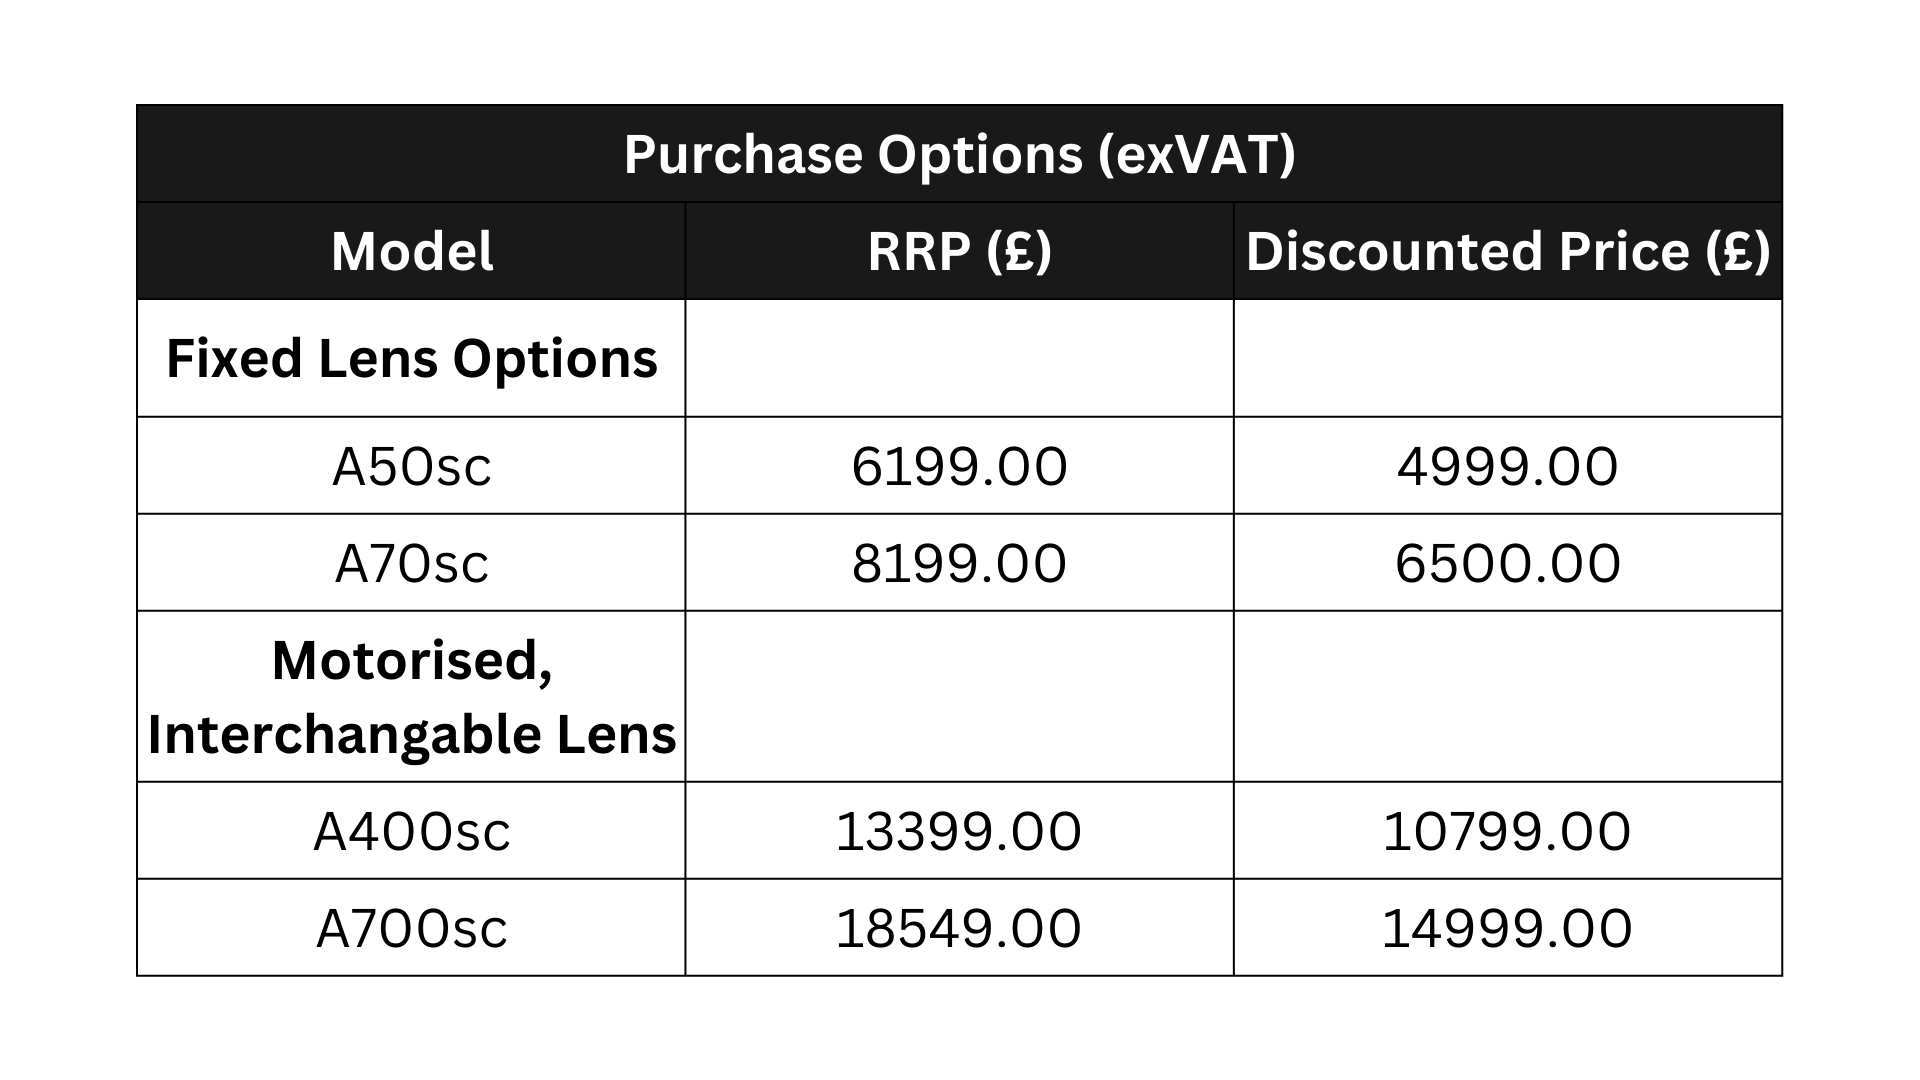 Purchase Options (exVAT)
Model RRP (£) Discounted Price (£)
Fixed Lens Options
A50sc 6199.00 4999.00
A70sc 8199.00 6500.00
Motorised,
Interchangable Lens
A400sc 13399.00 10799.00
A700sc 18549.00 14999.00